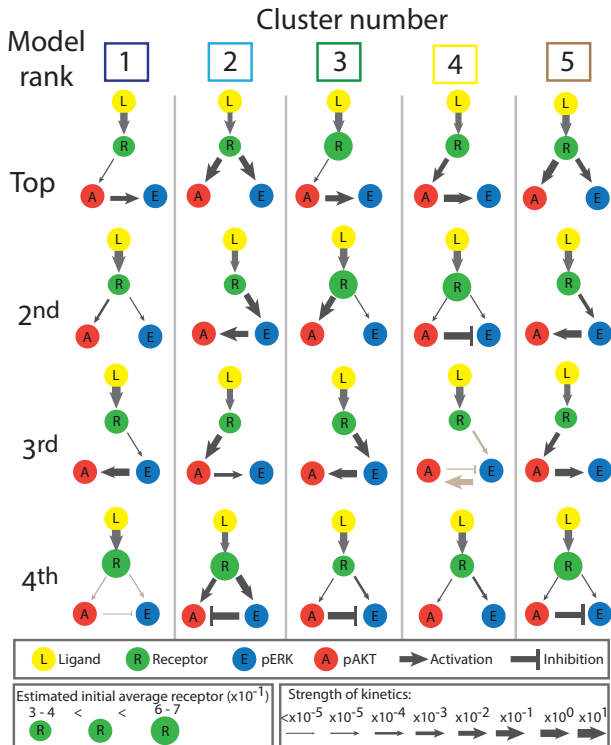 Cluster number
Model rank
1 2 3 4 5
L L L L L
R R R R R
Top
A E A E A E A E A E
L L L L L
R R R R R
2nd
A E A E A E A E A E
L L L L L
R R R R R
3rd
A E A E A E A E A E
L L L L L
R R R R R
4th
A E A E A E A E A E
L Ligand R Receptor E pERK A pAKT Activation Inhibition
Estimated initial average receptor (x10-1)
3 - 4 < < 6 - 7
R R R
Strength of kinetics:
<x10-5 x10-5 x10-4 x10-3 x10-2 x10-1 x100 x101